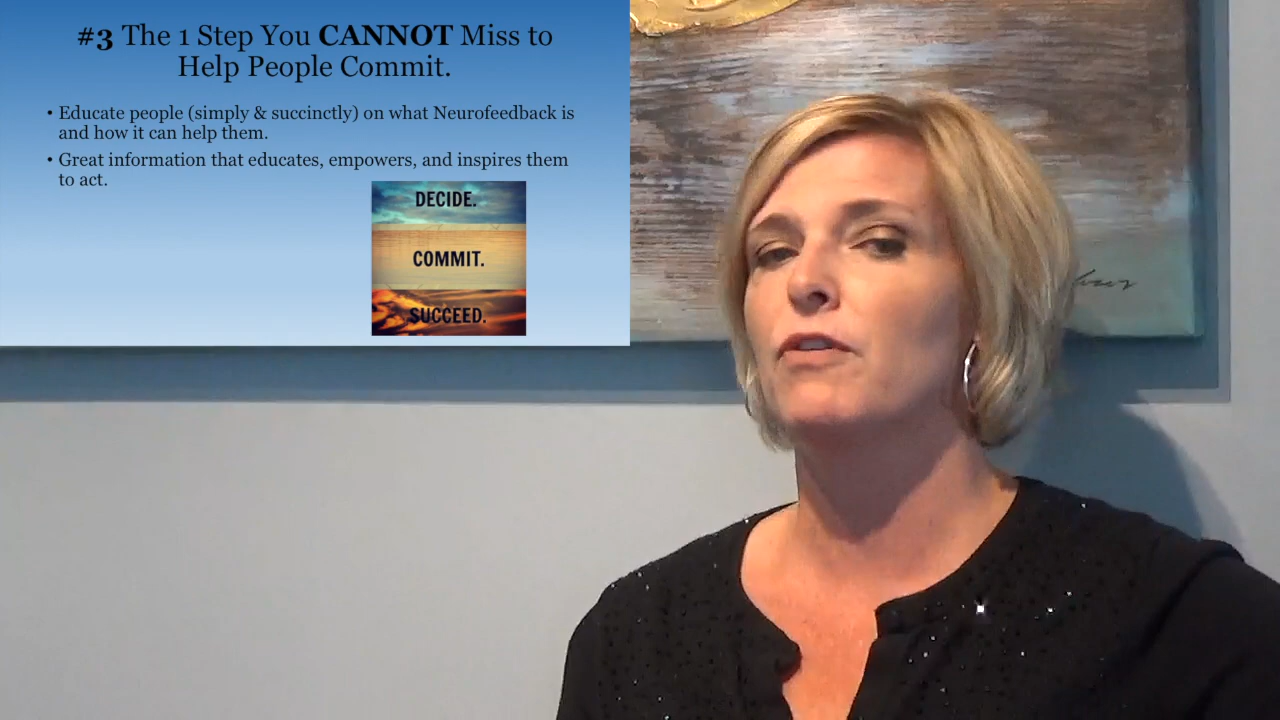 #3 The 1 Step You CANNOT Miss to
Help People Commit.
• Educate people (simply & succinctly) on what Neurofeedback is
and how it can help them.
• Great information that educates, empowers, and inspires them
to act.
DECIDE.
COMMIT.
SUCCEED.